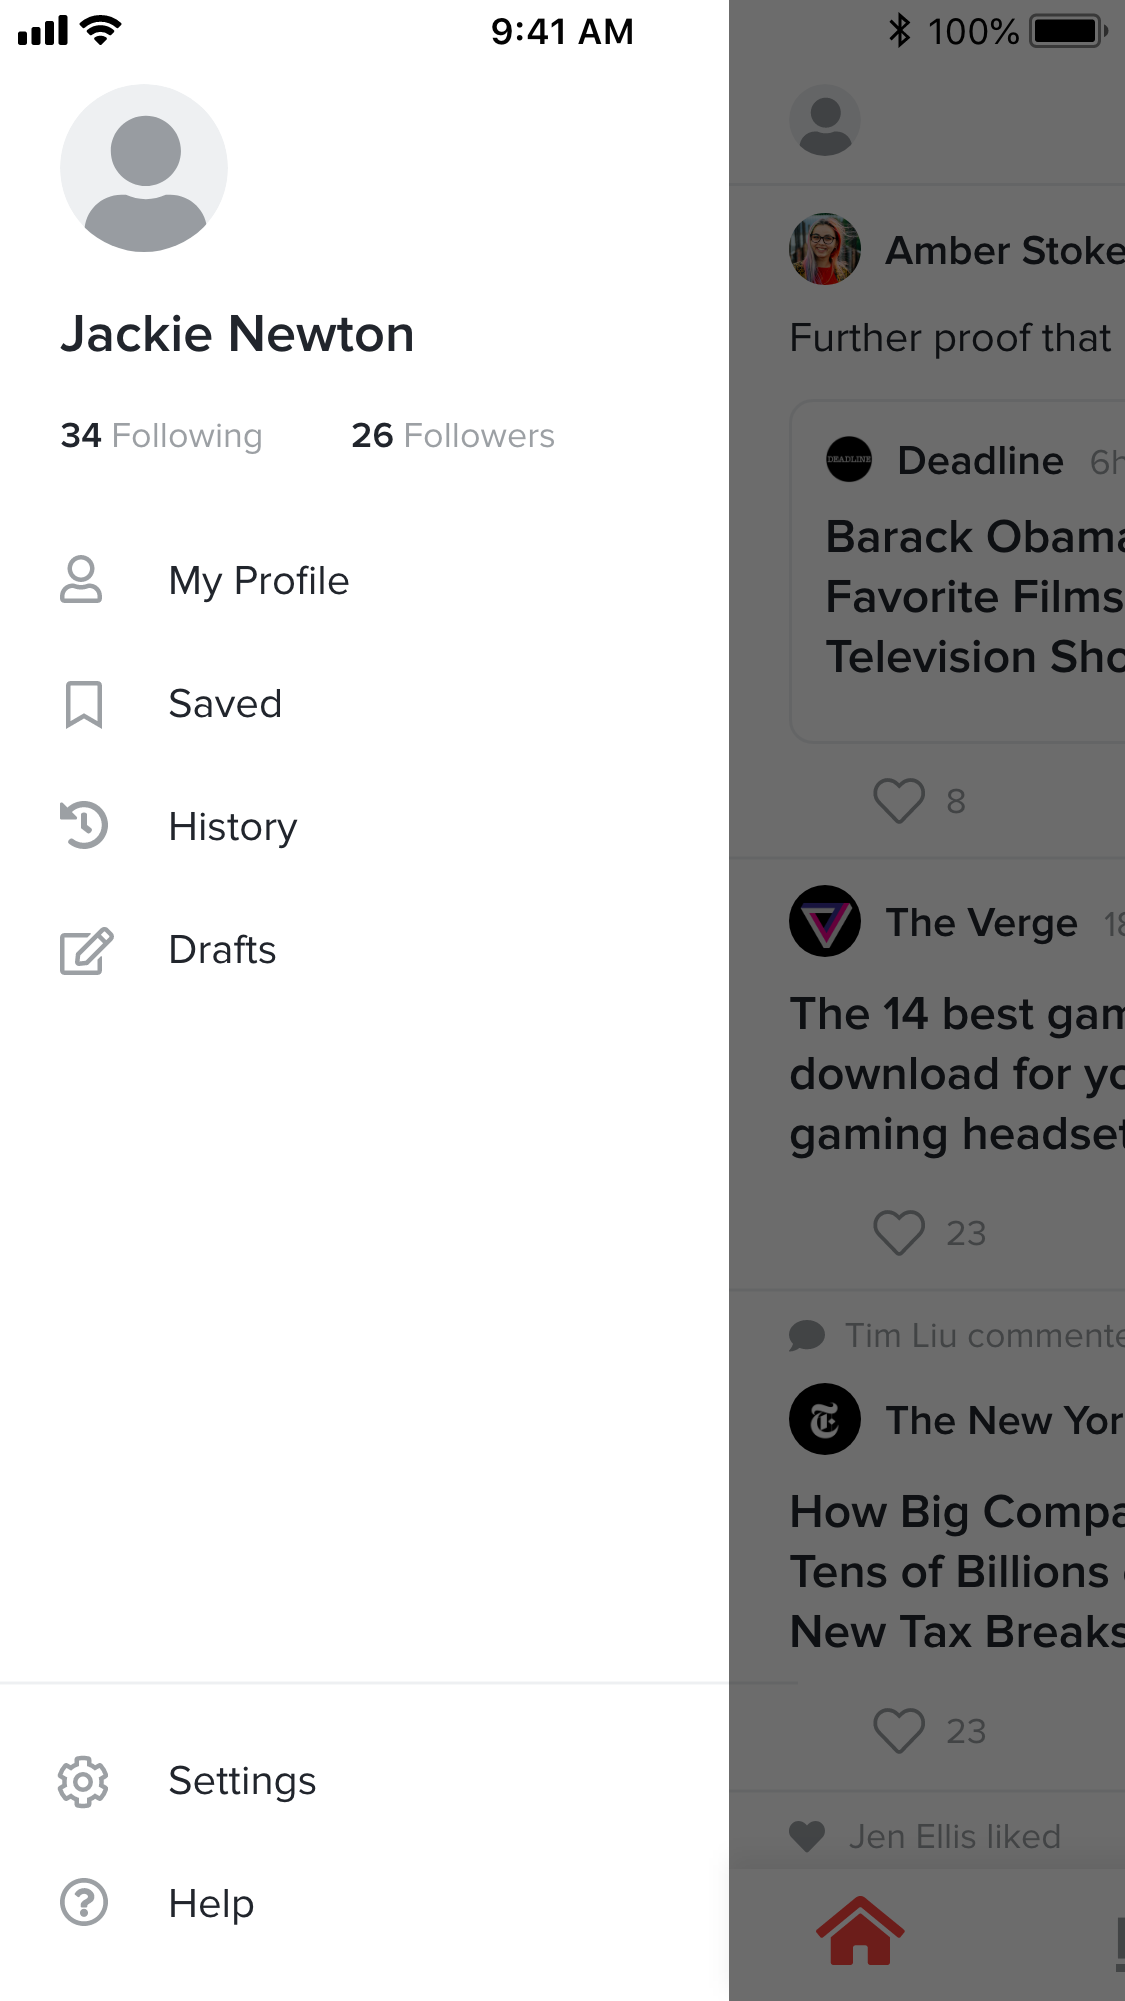 9:41 AM
100%
Jackie Newton
34 Following 26 Followers
My Profile
Saved
History
Drafts
Settings
Help
Amber Stoke
Further proof that
DEADLINE
Deadline 6h
Barack Obama
Favorite Films
Television Sho
8
The Verge 18
The 14 best gam
download for yo
gaming headset
23
Tim Liu commente
The New Yor
How Big Compa
Tens of Billions
New Tax Breaks
23
Jen Ellis liked